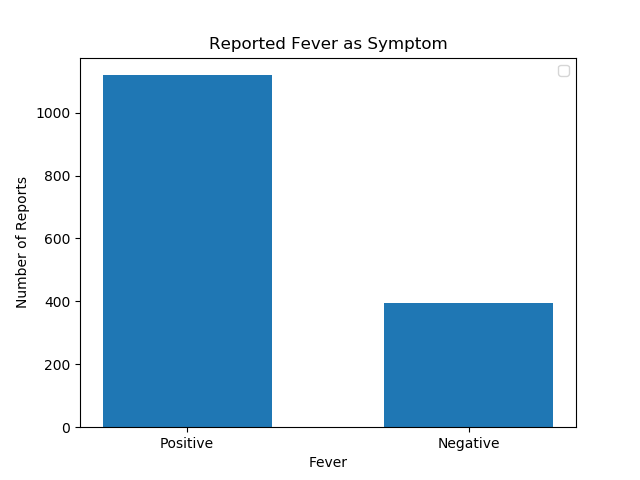 Reported Fever as Symptom
Number of Reports
1000
800
600
400
200
0
Positive
Negative
Fever